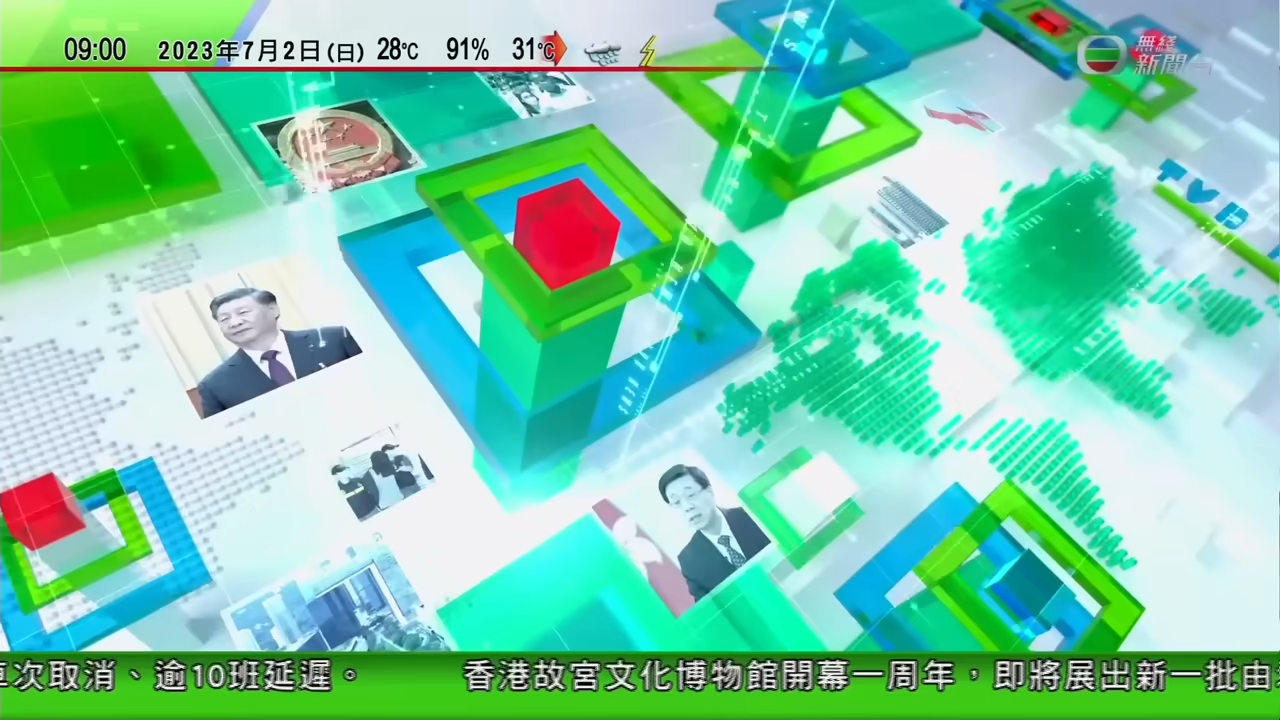 09:00 2023年7月2日(日) 28℃ 91% 31℃
無綫
新聞台
TVB
次取消、逾10班延遲。 香港故宮文化博物館開幕一周年，即將展出新一批由